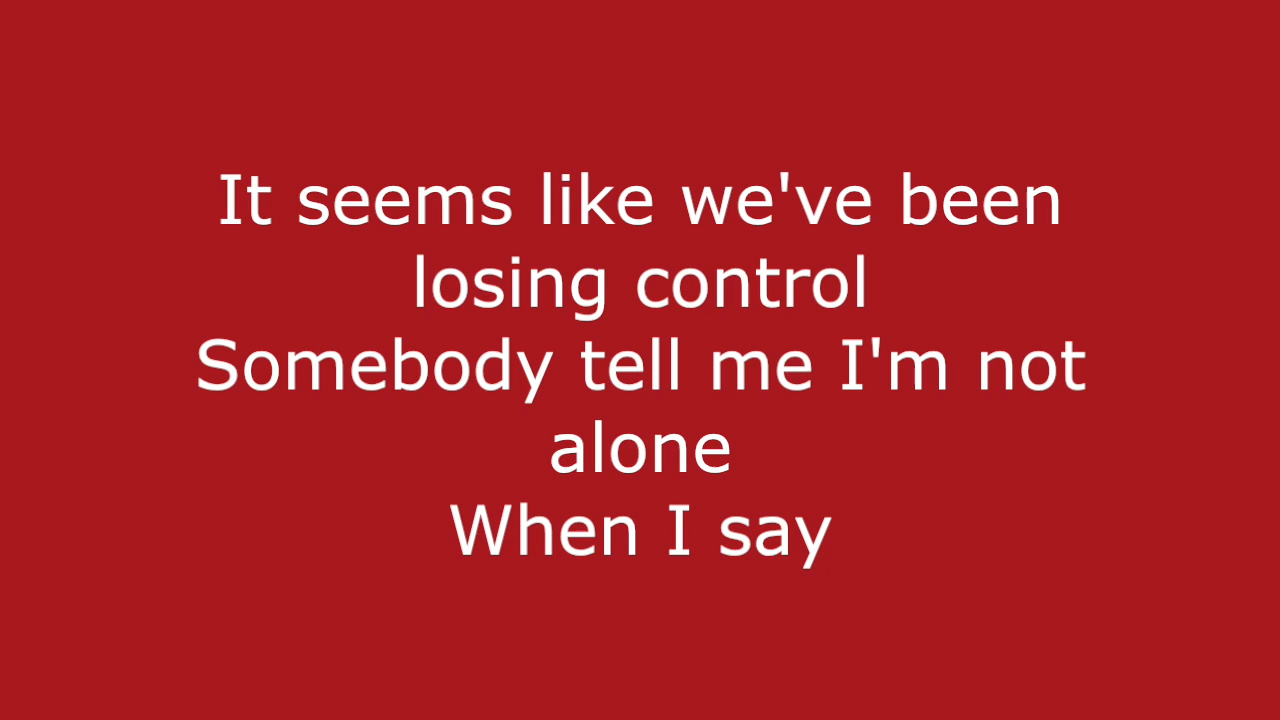 It seems like we've been
losing control
Somebody tell me I'm not
alone
When I say